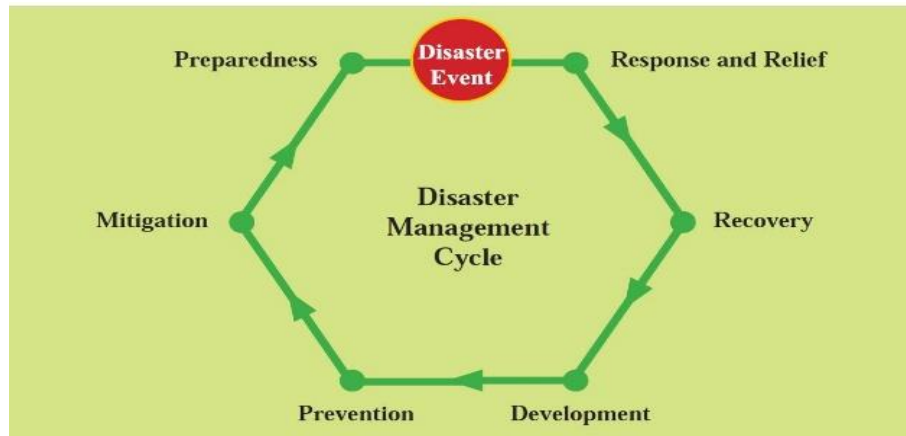 Preparedness
Disaster
Event
Response and Relief
Mitigation
Disaster
Management
Cycle
Recovery
Prevention
Development